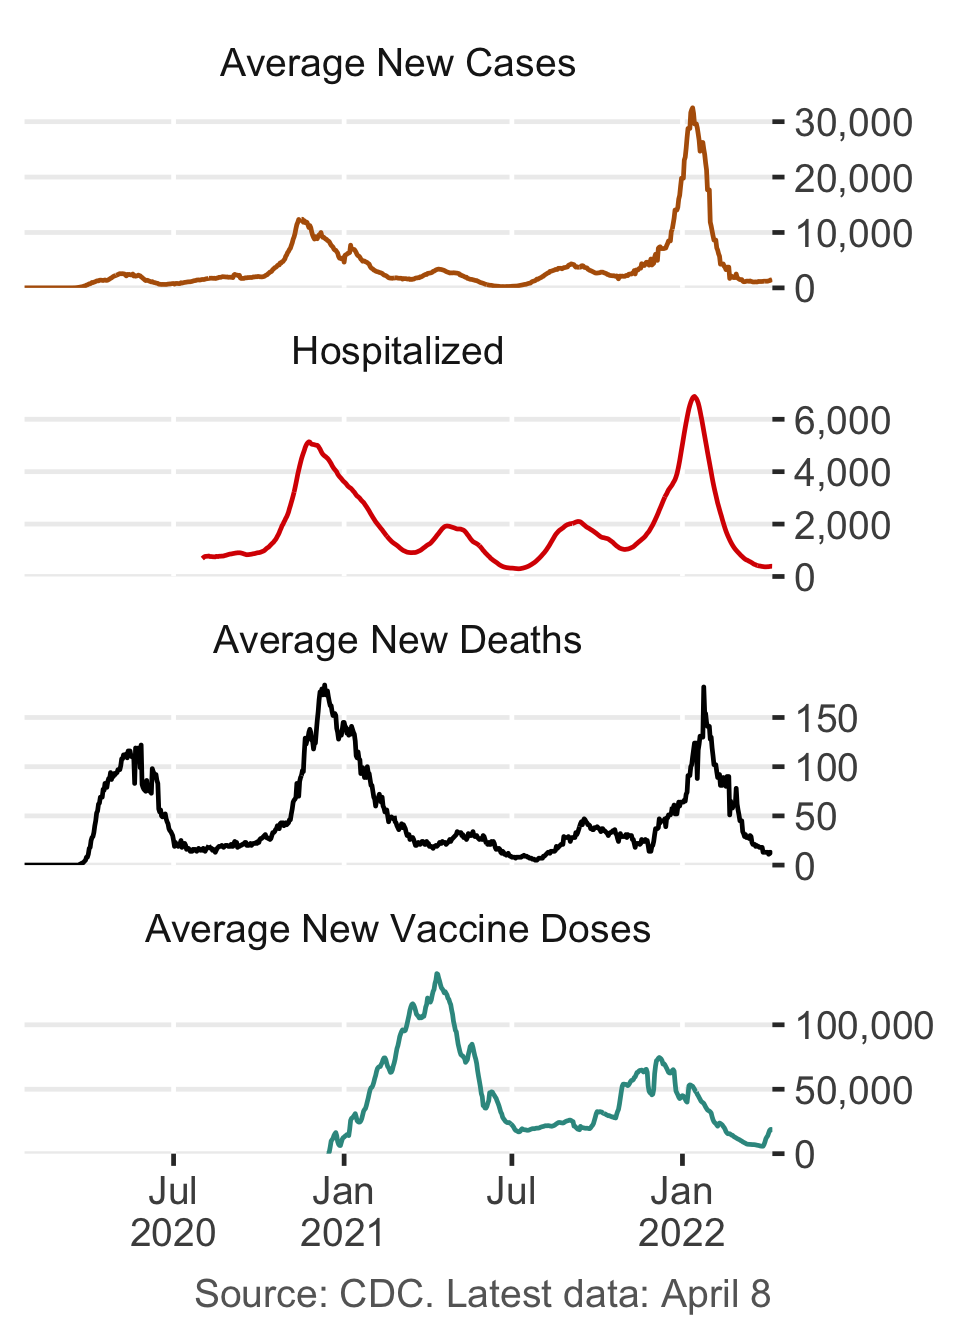 Average New Cases
30,000
20,000
10,000
0
Hospitalized
6,000
4,000
2,000
0
Average New Deaths
150
100
50
0
Average New Vaccine Doses
100,000
50,000
0
Jul Jan Jul Jan
2020 2021 2022
Source: CDC. Latest data: April 8